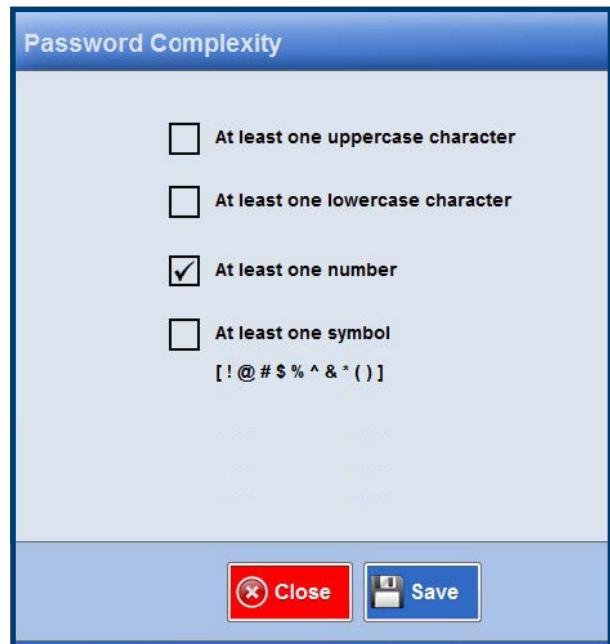 Password Complexity
At least one uppercase character
At least one lowercase character
At least one number
At least one symbol
[ ! @ # $ % ^ & * ( ) ]
Close
Save